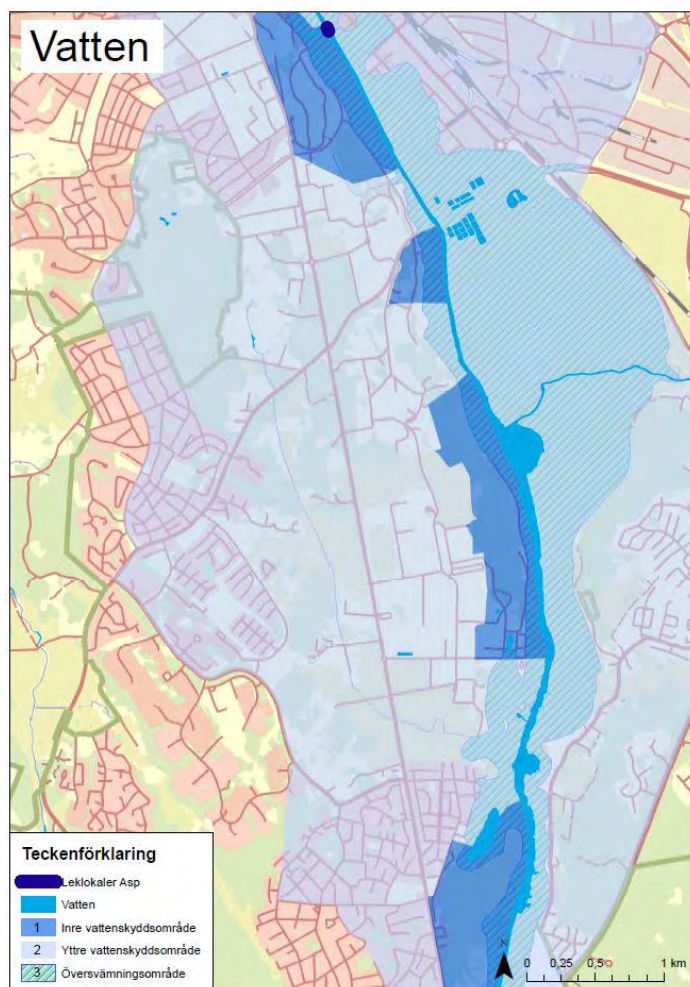 Vatten
Teckenförklaring
Leklokaler Asp
Vatten
1 Inre vattenskyddsområde
2 Yttre vattenskyddsområde
3 Översvämningsområde
N
0 0,25 0,5 1 km